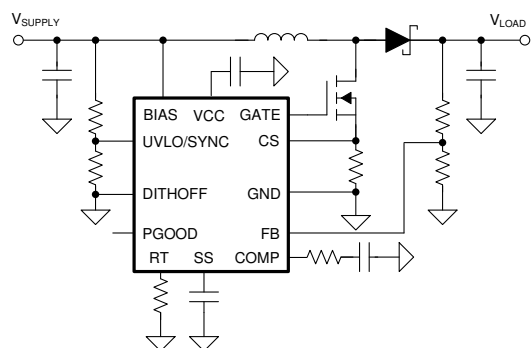 VSUPPLY
VLOAD
BIAS VCC GATE
UVLO/SYNC CS
DITHOFF GND
PGOOD FB
RT SS COMP